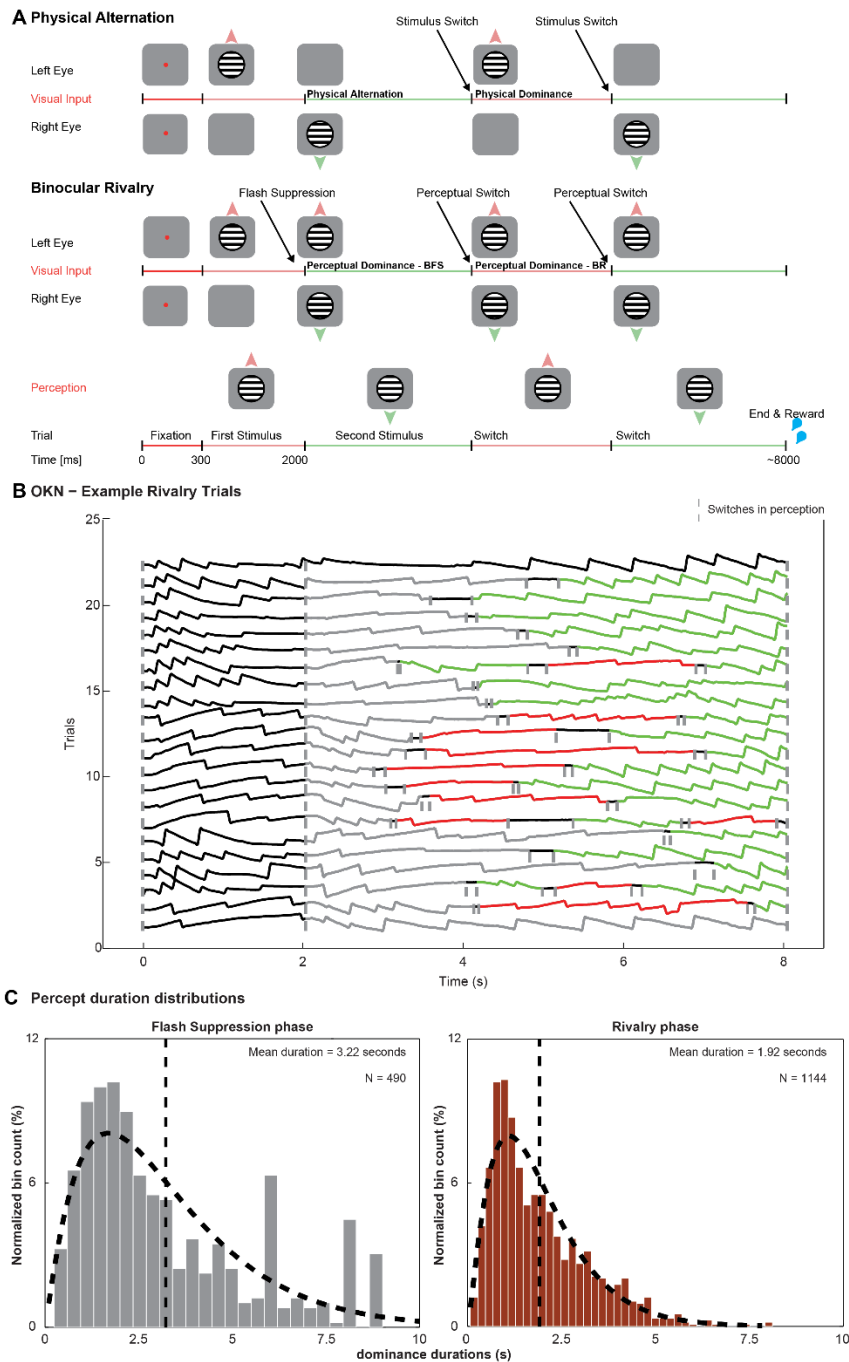 A Physical Alternation
Stimulus Switch Stimulus Switch
Left Eye
Visual Input Physical Alternation Physical Dominance
Right Eye
Binocular Rivalry
Flash Suppression Perceptual Switch Perceptual Switch
Left Eye
Visual Input Perceptual Dominance - BFS Perceptual Dominance - BR
Right Eye
Perception
End & Reward
Trial Fixation First Stimulus Second Stimulus Switch Switch
Time [ms] 0 300 2000 ~8000
B OKN – Example Rivalry Trials
Switches in perception
25
20
15
10
5
0
Trials
0 2 4 6 8
Time (s)
C Percept duration distributions
Flash Suppression phase
Mean duration = 3.22 seconds
N = 490
12
6
0
Normalized bin count (%)
0 2.5 5 7.5 10
Rivalry phase
Mean duration = 1.92 seconds
N = 1144
12
6
0
Normalized bin count (%)
0 2.5 5 7.5 10
dominance durations (s)